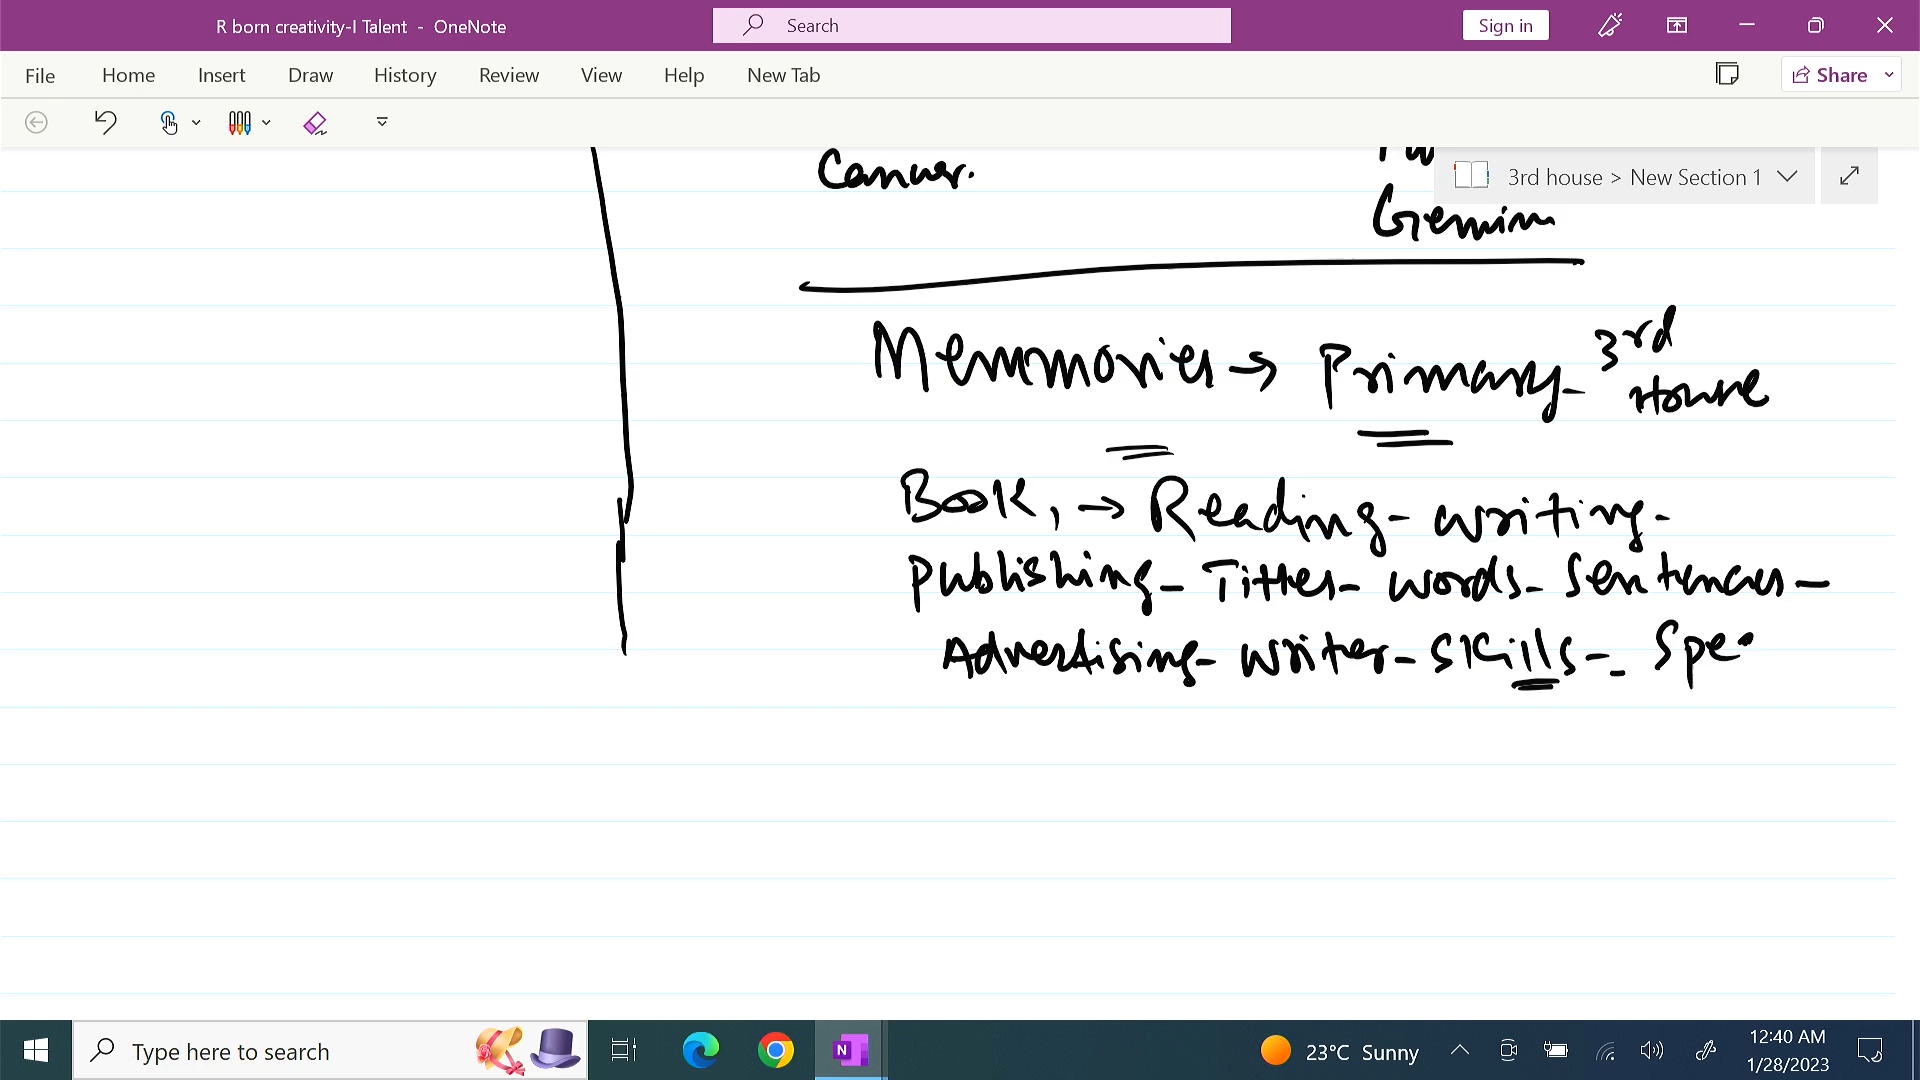 R born creativity-I Talent - OneNote
Search
Sign in
File Home Insert Draw History Review View Help New Tab
Share
3rd house > New Section 1
Cancer.
Gemini
Memmories → Primary - 3rd House
Book, → Reading - writing -
Publishing - Titles - words - Sentences -
Advertising - writer - skills - Spe
Type here to search
N
23°C Sunny
12:40 AM
1/28/2023